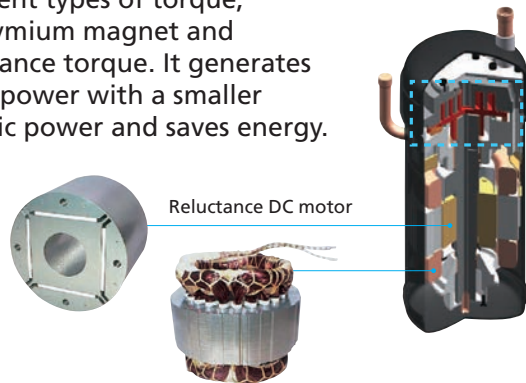 ent types of torque,
ymium magnet and
ance torque. It generates
power with a smaller
ic power and saves energy.
Reluctance DC motor